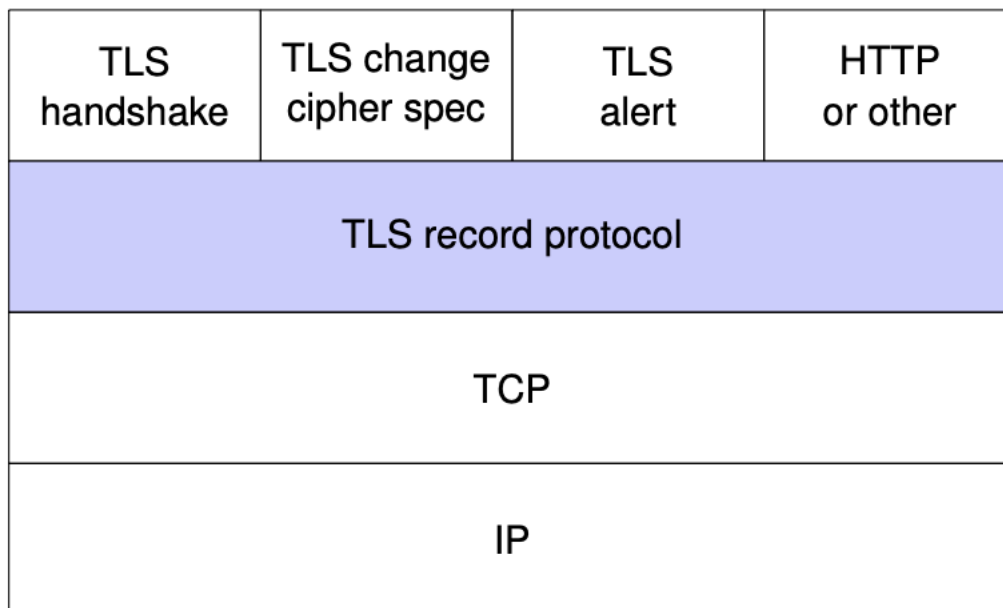 TLS
handshake
TLS change
cipher spec
TLS
alert
HTTP
or other
TLS record protocol
TCP
IP